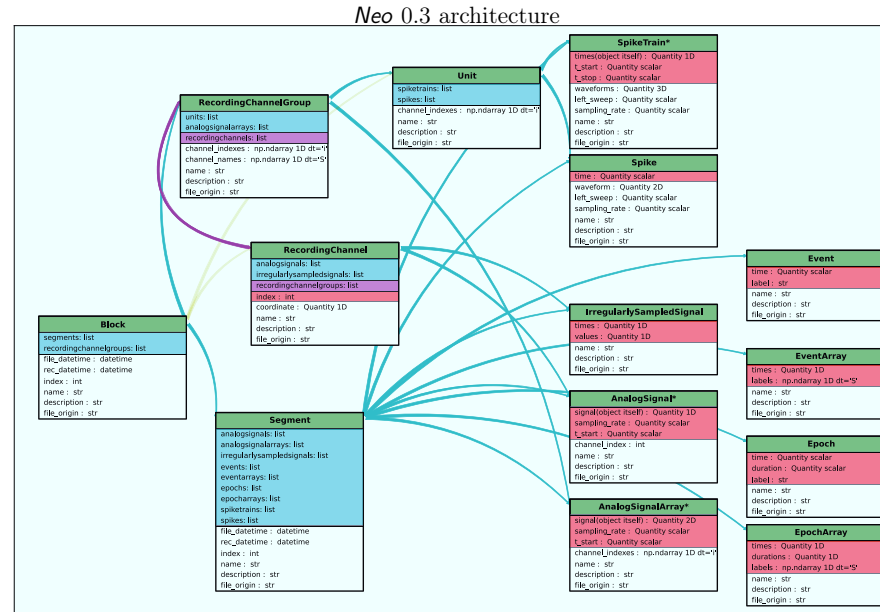 Neo 0.3 architecture
SpikeTrain*
times(object itself) : Quantity 1D
t_start : Quantity scalar
t_stop : Quantity scalar
waveforms : Quantity 3D
left_sweep : Quantity scalar
sampling_rate : Quantity scalar
name : str
description : str
file_origin : str
Unit
spiketrains: list
spikes: list
channel_indexes : np.ndarray 1D dt='i'
name : str
description : str
file_origin : str
RecordingChannelGroup
units: list
analogsignalarrays: list
recordingchannels: list
channel_indexes : np.ndarray 1D dt='i'
channel_names : np.ndarray 1D dt='S'
name : str
description : str
file_origin : str
Spike
time : Quantity scalar
waveform : Quantity 2D
left_sweep : Quantity scalar
sampling_rate : Quantity scalar
name : str
description : str
file_origin : str
RecordingChannel
analogsignals: list
irregularlysampledsignals: list
recordingchannelgroups: list
index : int
coordinate : Quantity 1D
name : str
description : str
file_origin : str
Event
time : Quantity scalar
label : str
name : str
description : str
file_origin : str
Block
segments: list
recordingchannelgroups: list
file_datetime : datetime
rec_datetime : datetime
index : int
name : str
description : str
file_origin : str
IrregularlySampledSignal
times : Quantity 1D
values : Quantity 1D
name : str
description : str
file_origin : str
EventArray
times : Quantity 1D
labels : np.ndarray 1D dt='S'
name : str
description : str
file_origin : str
Segment
analogsignals: list
analogsignalarrays: list
irregularlysampledsignals: list
events: list
eventarrays: list
epochs: list
epocharrays: list
spiketrains: list
spikes: list
file_datetime : datetime
rec_datetime : datetime
index : int
name : str
description : str
file_origin : str
AnalogSignal*
signal(object itself) : Quantity 1D
sampling_rate : Quantity scalar
t_start : Quantity scalar
channel_index : int
name : str
description : str
file_origin : str
Epoch
time : Quantity scalar
duration : Quantity scalar
label : str
name : str
description : str
file_origin : str
AnalogSignalArray*
signal(object itself) : Quantity 2D
sampling_rate : Quantity scalar
t_start : Quantity scalar
channel_indexes : np.ndarray 1D dt='i'
name : str
description : str
file_origin : str
EpochArray
times : Quantity 1D
durations : Quantity 1D
labels : np.ndarray 1D dt='S'
name : str
description : str
file_origin : str